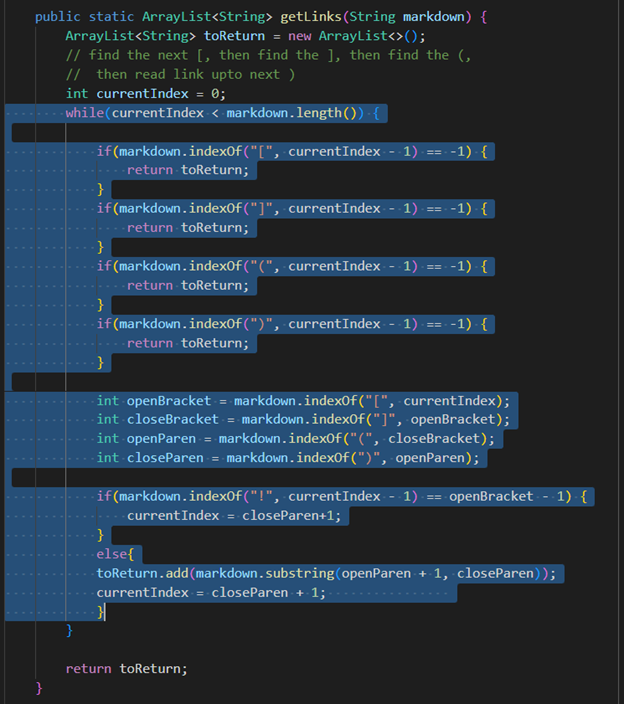 public static ArrayList<String> getLinks(String markdown) {
    ArrayList<String> toReturn = new ArrayList<>();
    // find the next [, then find the ], then find the (,
    //  then read link upto next )
    int currentIndex = 0;
    while(currentIndex < markdown.length()) {

        if(markdown.indexOf("[", currentIndex - 1) == -1) {
            return toReturn;
        }
        if(markdown.indexOf("]", currentIndex - 1) == -1) {
            return toReturn;
        }
        if(markdown.indexOf("(", currentIndex - 1) == -1) {
            return toReturn;
        }
        if(markdown.indexOf(")", currentIndex - 1) == -1) {
            return toReturn;
        }

        int openBracket = markdown.indexOf("[", currentIndex);
        int closeBracket = markdown.indexOf("]", openBracket);
        int openParen = markdown.indexOf("(", closeBracket);
        int closeParen = markdown.indexOf(")", openParen);

        if(markdown.indexOf("!", currentIndex - 1) == openBracket - 1) {
            currentIndex = closeParen+1;
        }
        else{
        toReturn.add(markdown.substring(openParen + 1, closeParen));
        currentIndex = closeParen + 1;
        }
    }

    return toReturn;
}